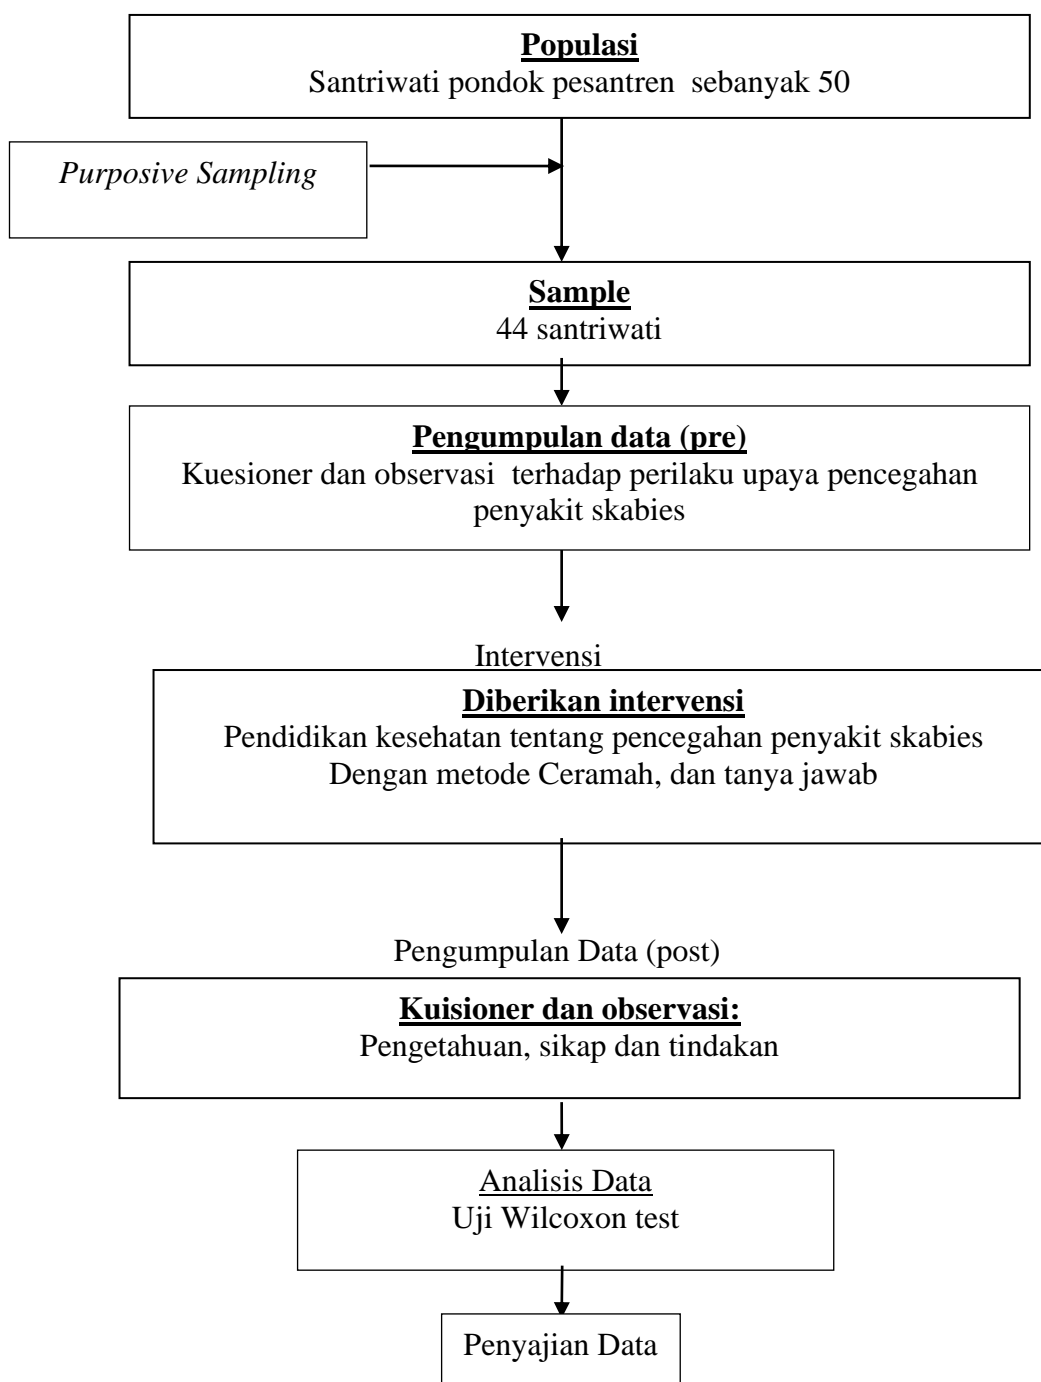 Populasi
Santriwati pondok pesantren  sebanyak 50
Purposive Sampling
Sample
44 santriwati
Pengumpulan data (pre)
Kuesioner dan observasi  terhadap perilaku upaya pencegahan
penyakit skabies
Intervensi
Diberikan intervensi
Pendidikan kesehatan tentang pencegahan penyakit skabies
Dengan metode Ceramah, dan tanya jawab
Pengumpulan Data (post)
Kuisioner dan observasi:
Pengetahuan, sikap dan tindakan
Analisis Data
Uji Wilcoxon test
Penyajian Data